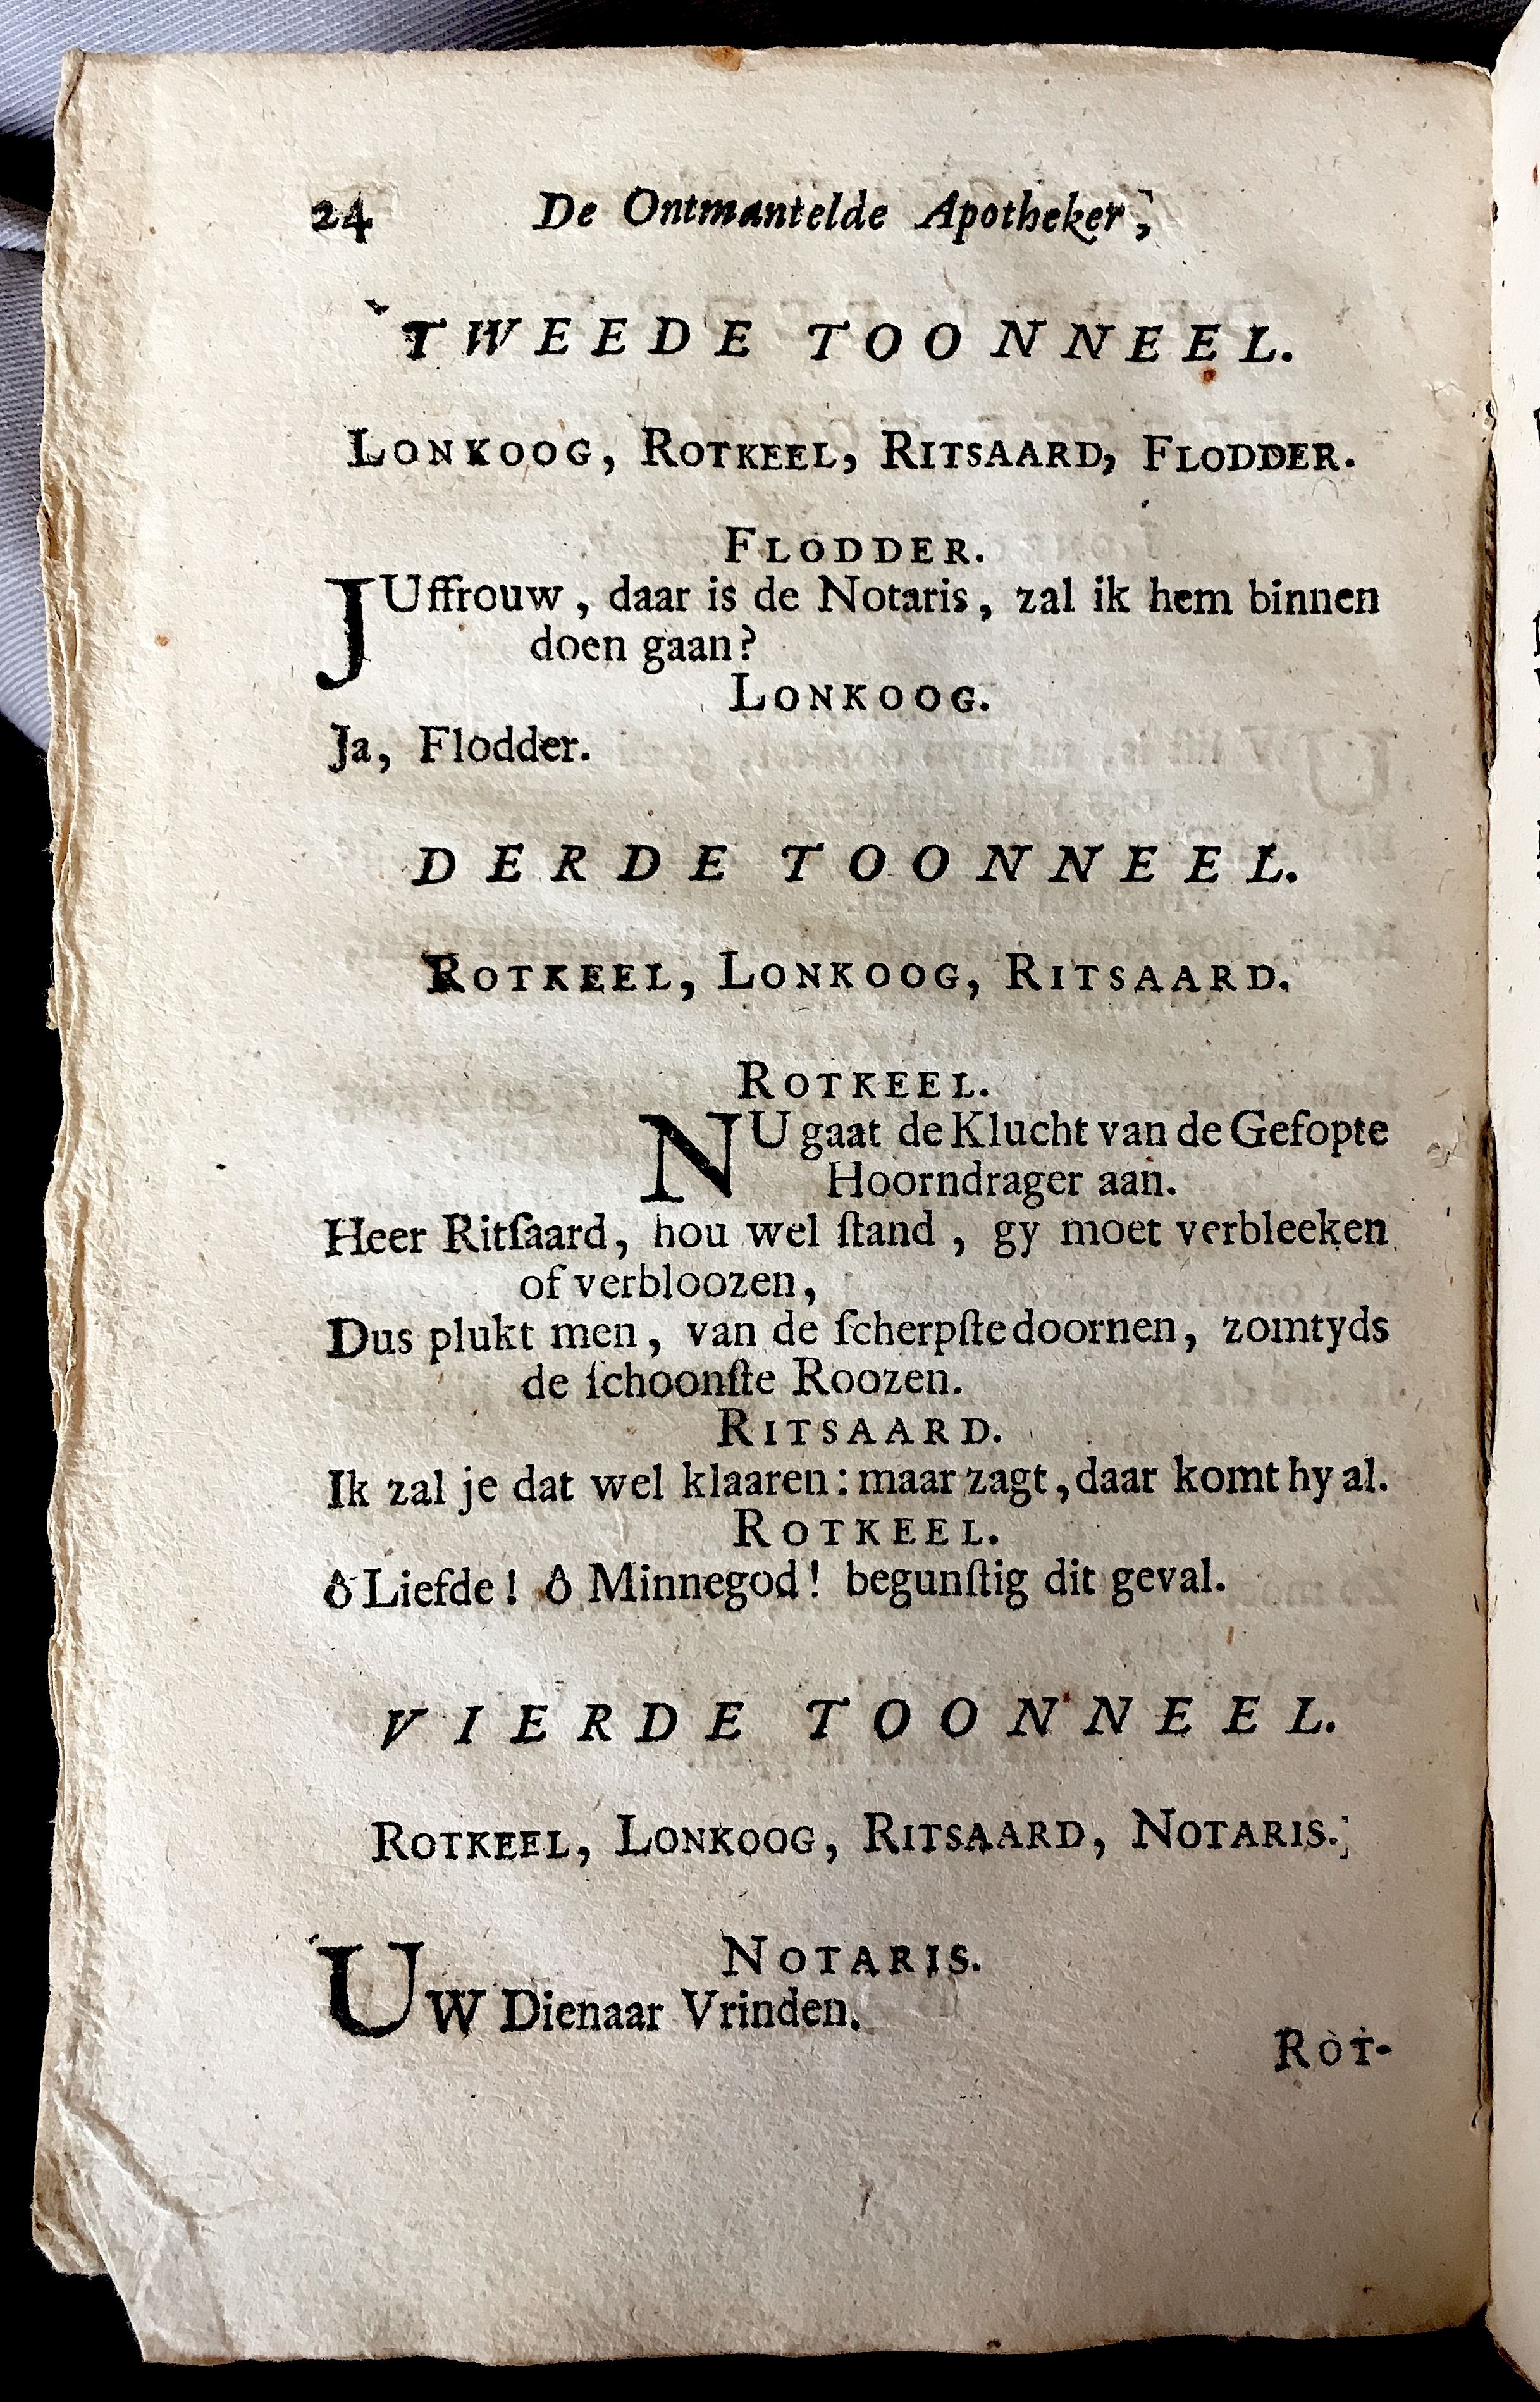 24 De Ontmantelde Apotheker,
TWEEDE TOONNEEL.
LONKOOG, ROTKEEL, RITSAARD, FLODDER.
FLODDER.
JUffrouw, daar is de Notaris, zal ik hem binnen
doen gaan?
LONKOOG.
Ja, Flodder.
DERDE TOONNEEL.
ROTKEEL, LONKOOG, RITSAARD.
ROTKEEL.
NU gaat de Klucht van de Gefopte
Hoorndrager aan.
Heer Ritſaard, hou wel ſtand, gy moet verbleeken
of verbloozen,
Dus plukt men, van de ſcherpſte doornen, zomtyds
de ſchoonſte Roozen.
RITSAARD.
Ik zal je dat wel klaaren: maar zagt, daar komt hy al.
ROTKEEL.
ô Liefde! ô Minnegod! begunſtig dit geval.
VIERDE TOONNEEL.
ROTKEEL, LONKOOG, RITSAARD, NOTARIS.
NOTARIS.
UW Dienaar Vrinden.
ROT-